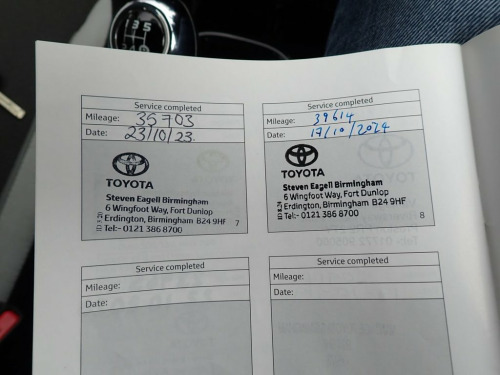 Service completed
Mileage: 35703
Date: 23/10/23.
TOYOTA
Steven Eagell Birmingham
6 Wingfoot Way, Fort Dunlop
Erdington, Birmingham B24 9HF
Tel:- 0121 386 8700
7
Service completed
Mileage: 39614
Date: 17/10/2024
TOYOTA
Steven Eagell Birmingham
6 Wingfoot Way, Fort Dunlop
Erdington, Birmingham B24 9HF
Tel:- 0121 386 8700
8
Service completed
Mileage:
Date:
Service completed
Mileage:
Date: